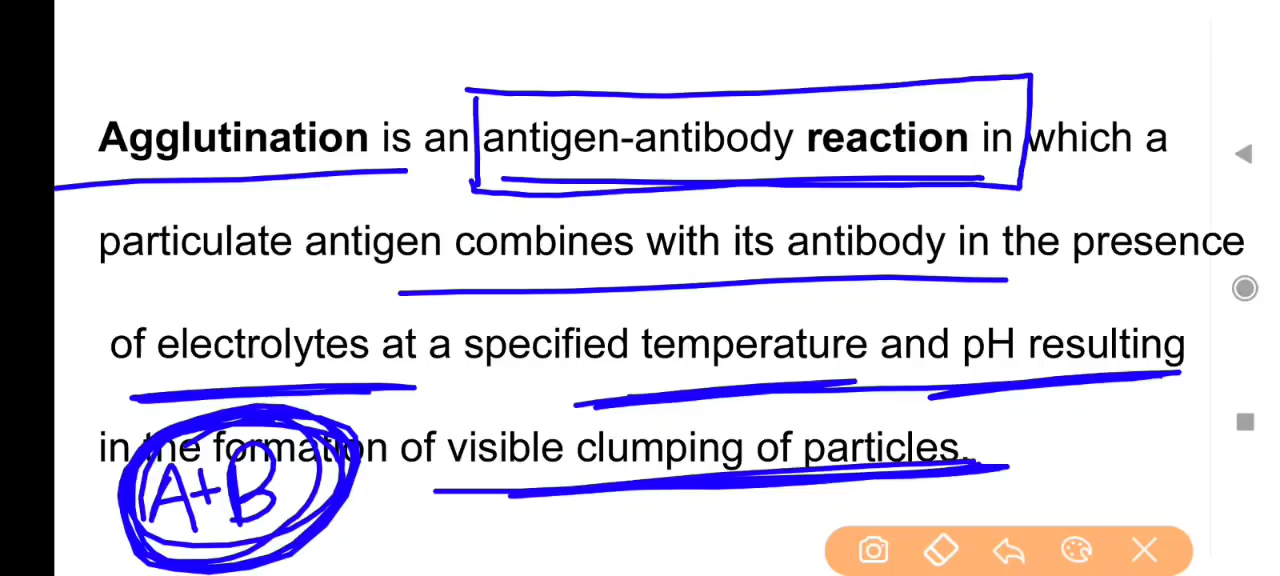 Agglutination is an antigen-antibody reaction in which a
particulate antigen combines with its antibody in the presence
of electrolytes at a specified temperature and pH resulting
in the formation of visible clumping of particles.
A+B